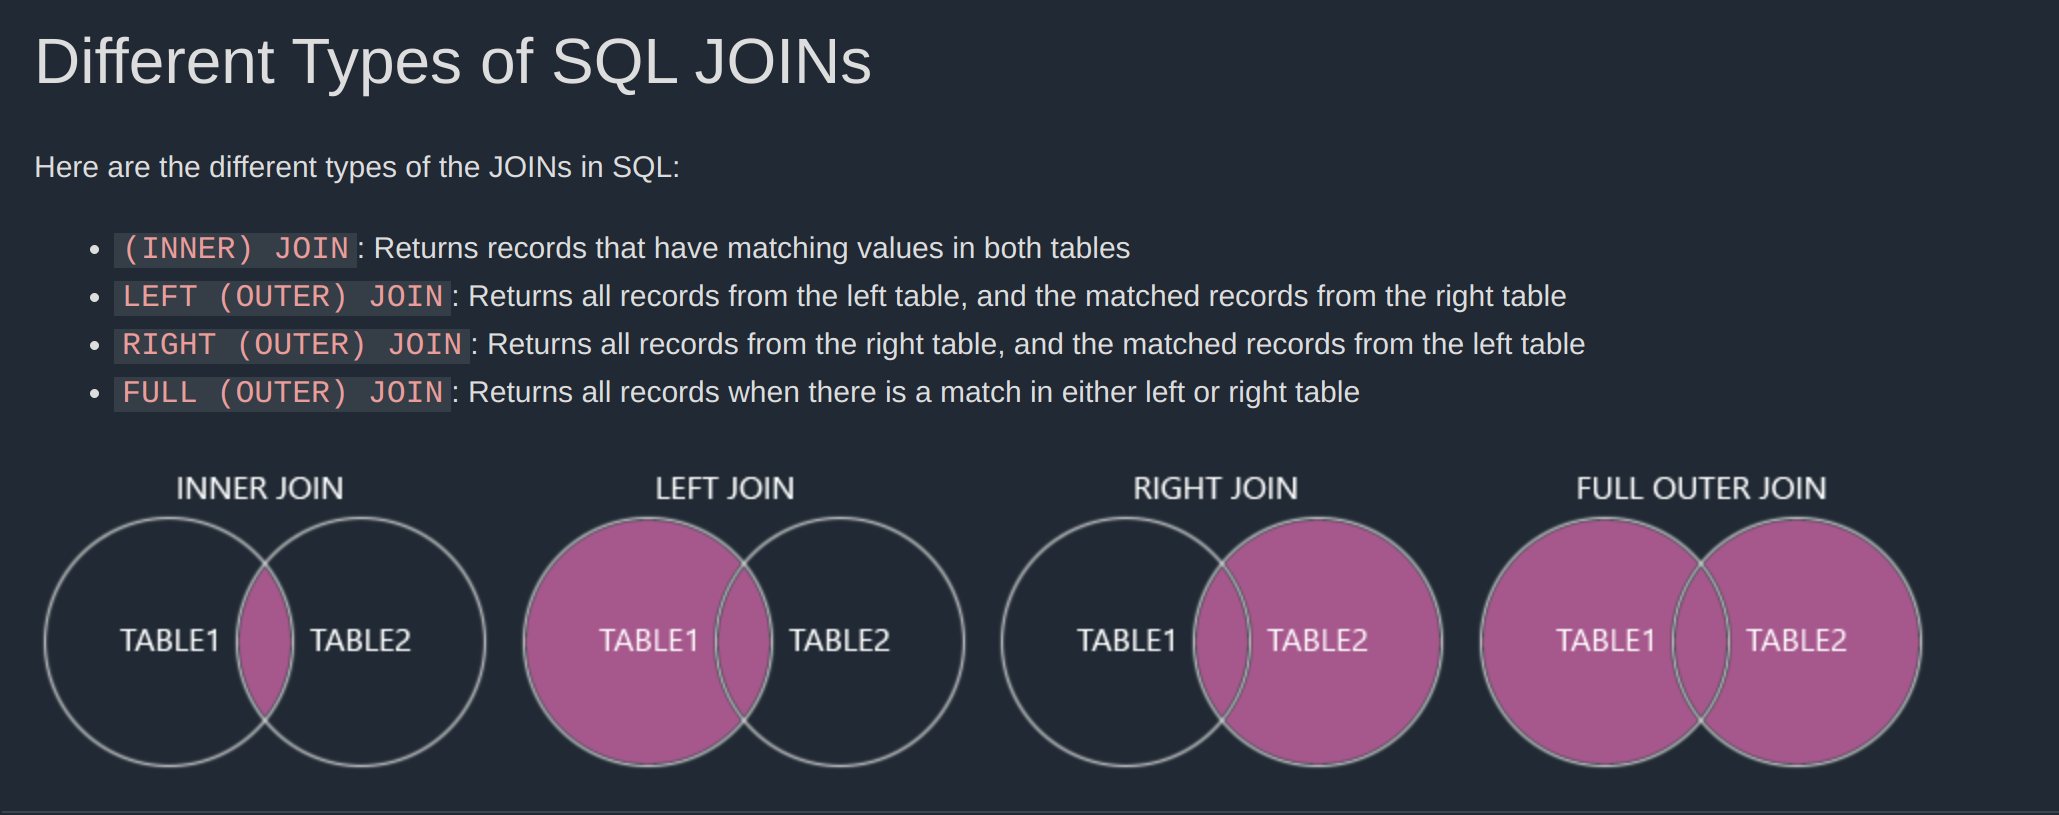 Different Types of SQL JOINs
Here are the different types of the JOINs in SQL:
(INNER) JOIN: Returns records that have matching values in both tables
LEFT (OUTER) JOIN: Returns all records from the left table, and the matched records from the right table
RIGHT (OUTER) JOIN: Returns all records from the right table, and the matched records from the left table
FULL (OUTER) JOIN: Returns all records when there is a match in either left or right table
INNER JOIN
TABLE1 TABLE2
LEFT JOIN
TABLE1 TABLE2
RIGHT JOIN
TABLE1 TABLE2
FULL OUTER JOIN
TABLE1 TABLE2